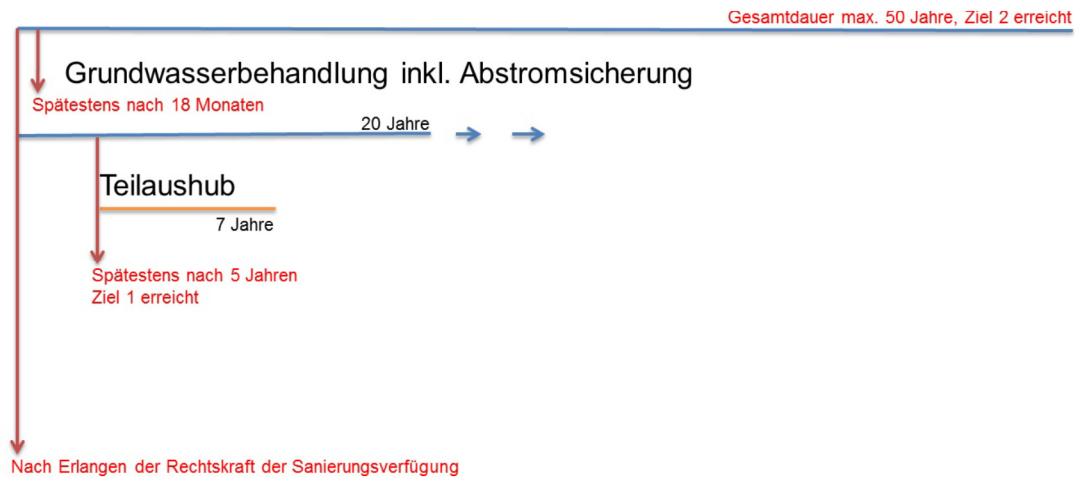 Gesamtdauer max. 50 Jahre, Ziel 2 erreicht
Grundwasserbehandlung inkl. Abstromsicherung
Spätestens nach 18 Monaten
20 Jahre
Teilaushub
7 Jahre
Spätestens nach 5 Jahren
Ziel 1 erreicht
Nach Erlangen der Rechtskraft der Sanierungsverfügung